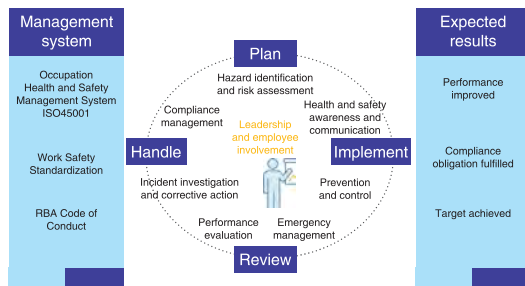 Management
system
Occupation
Health and Safety
Management System
ISO45001
Work Safety
Standardization
RBA Code of
Conduct
Plan
Hazard identification
and risk assessment
Compliance
management
Health and safety
awareness and
communication
Leadership
and employee
involvement
Handle
Implement
Incident investigation
and corrective action
Prevention
and control
Performance
evaluation
Emergency
management
Review
Expected
results
Performance
improved
Compliance
obligation fulfilled
Target achieved